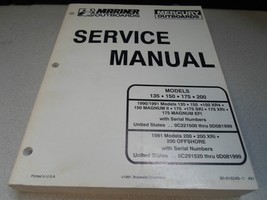 MARINER
OUTBOARDS
MERCURY
OUTBOARDS
SERVICE
MANUAL
MODELS
135 • 150 • 175 • 200
1990/1991 Models 135 • 150 • 150 XR4 •
150 MAGNUM II • 175 • 175 SRi • 175 XRi •
175 MAGNUM EFI
with Serial Numbers
United States
1991 Models 200 • 200 XRi •
200 OFFSHORE
with Serial Numbers
United States
Printed in U.S.A.